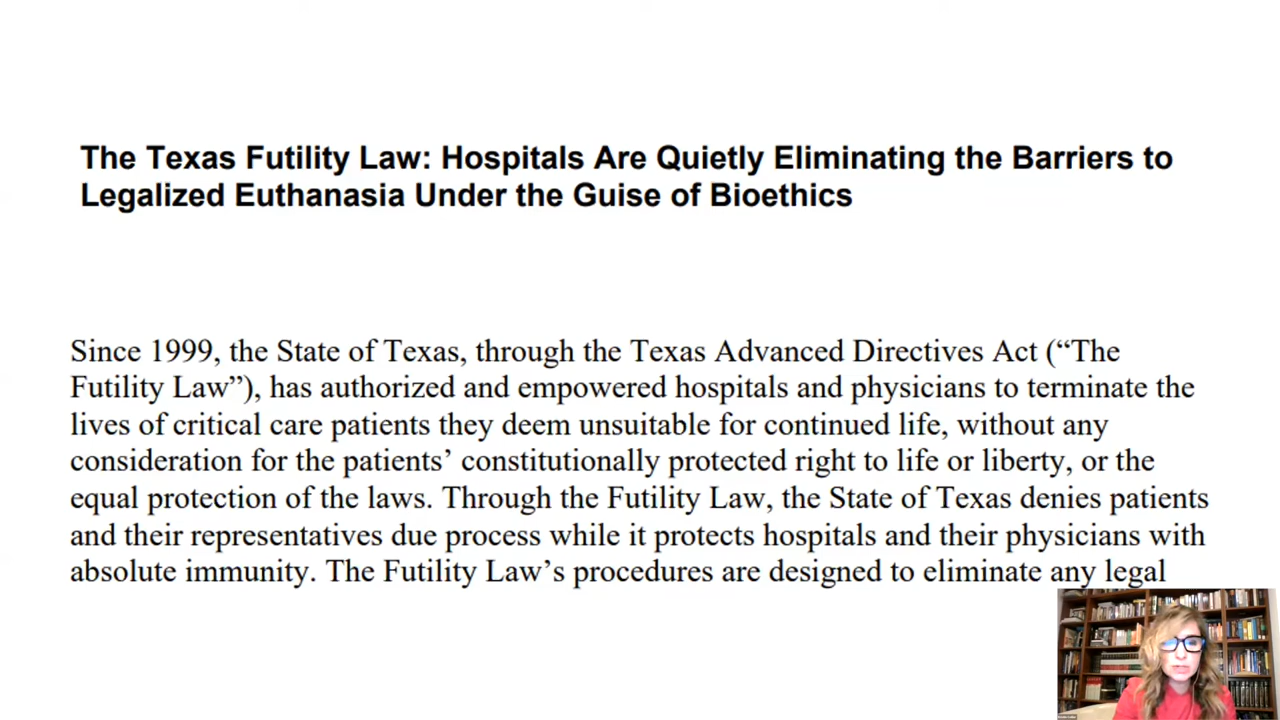 The Texas Futility Law: Hospitals Are Quietly Eliminating the Barriers to
Legalized Euthanasia Under the Guise of Bioethics
Since 1999, the State of Texas, through the Texas Advanced Directives Act (“The
Futility Law”), has authorized and empowered hospitals and physicians to terminate the
lives of critical care patients they deem unsuitable for continued life, without any
consideration for the patients’ constitutionally protected right to life or liberty, or the
equal protection of the laws. Through the Futility Law, the State of Texas denies patients
and their representatives due process while it protects hospitals and their physicians with
absolute immunity. The Futility Law’s procedures are designed to eliminate any legal